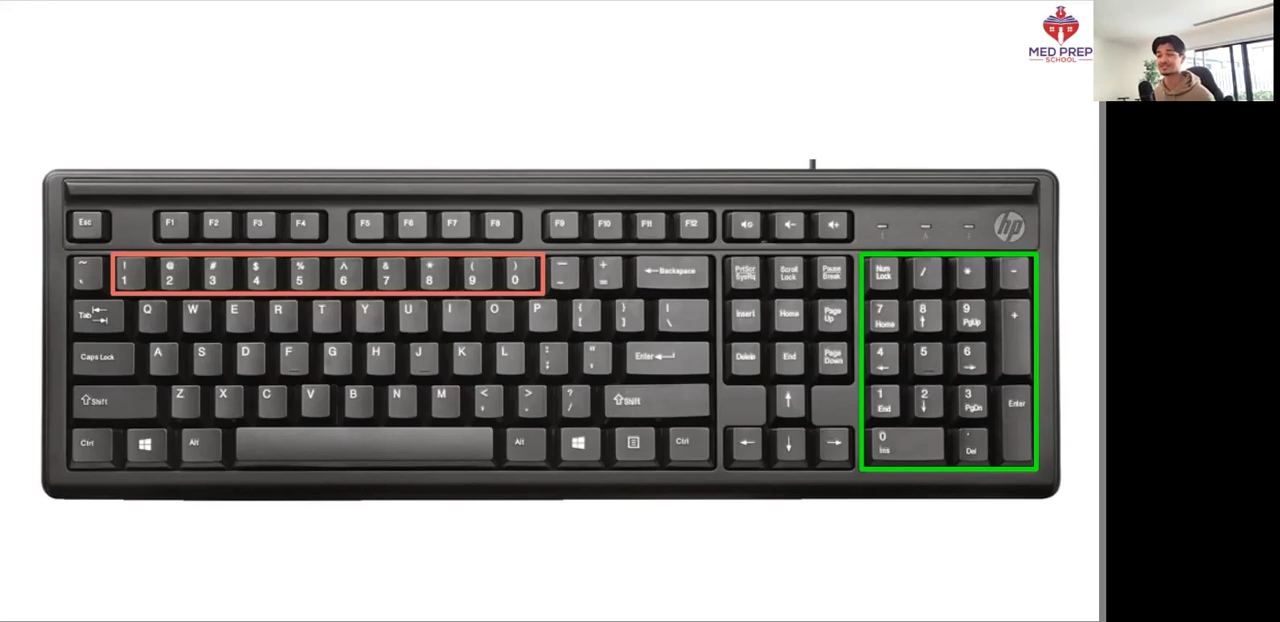 MED PREP
SCHOOL
hp
Esc F1 F2 F3 F4 F5 F6 F7 F8 F9 F10 F11 F12
~ ! @ # $ % ^ & * ( ) — +
` 1 2 3 4 5 6 7 8 9 0 – = Backspace
PrtScr SysRq Scroll Lock Pause Break
Num Lock / * -
Tab Q W E R T Y U I O P { } |
[ ] \
Insert Home Page Up
7 8 9 +
Home PgUp
Caps Lock A S D F G H J K L : " Enter
; '
Delete End Page Down
4 5 6
Shift Z X C V B N M < > ? Shift
, . /
1 2 3 Enter
End PgDn
Ctrl Alt Alt Ctrl
0 .
Ins Del